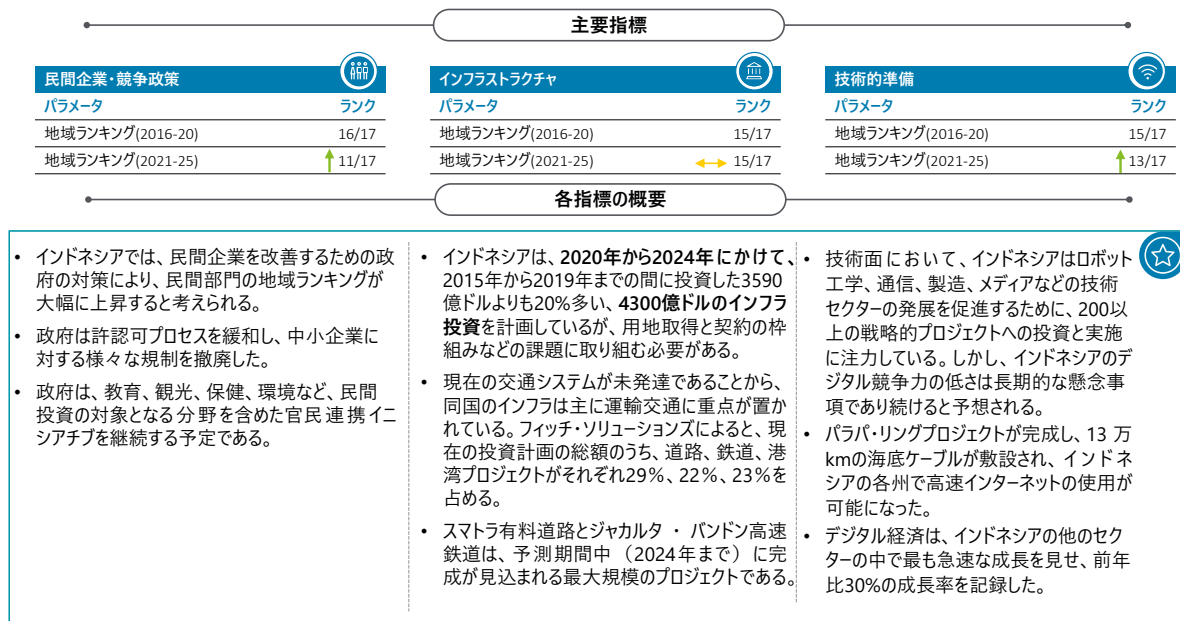 主要指標
民間企業・競争政策
パラメータ ランク
地域ランキング(2016-20) 16/17
地域ランキング(2021-25) 11/17
インフラストラクチャ
パラメータ ランク
地域ランキング(2016-20) 15/17
地域ランキング(2021-25) 15/17
技術的準備
パラメータ ランク
地域ランキング(2016-20) 15/17
地域ランキング(2021-25) 13/17
各指標の概要
• インドネシアでは、民間企業を改善するための政
府の対策により、民間部門の地域ランキングが
大幅に上昇すると考えられる。
• 政府は許認可プロセスを緩和し、中小企業に
対する様々な規制を撤廃した。
• 政府は、教育、観光、保健、環境など、民間
投資の対象となる分野を含めた官民連携イニ
シアチブを継続する予定である。
• インドネシアは、2020年から2024年にかけて、
2015年から2019年までの間に投資した3590
億ドルよりも20%多い、4300億ドルのインフラ
投資を計画しているが、用地取得と契約の枠
組みなどの課題に取り組む必要がある。
• 現在の交通システムが未発達であることから、
同国のインフラは主に運輸交通に重点が置か
れている。フィッチ・ソリューションズによると、現
在の投資計画の総額のうち、道路、鉄道、港
湾プロジェクトがそれぞれ29%、22%、23%を
占める。
• スマトラ有料道路とジャカルタ ・ バンドン高速
鉄道は、予測期間中 （2024年まで）に完
成が見込まれる最大規模のプロジェクトである。
• 技術面において、インドネシアはロボット
工学、通信、製造、メディアなどの技術
セクターの発展を促進するために、200以
上の戦略的プロジェクトへの投資と実施
に注力している。しかし、インドネシアのデ
ジタル競争力の低さは長期的な懸念事
項であり続けると予想される。
• パラパ・リングプロジェクトが完成し、13 万
kmの海底ケーブルが敷設され、インドネ
シアの各州で高速インターネットの使用が
可能になった。
• デジタル経済は、インドネシアの他のセク
ターの中で最も急速な成長を見せ、前年
比30%の成長率を記録した。